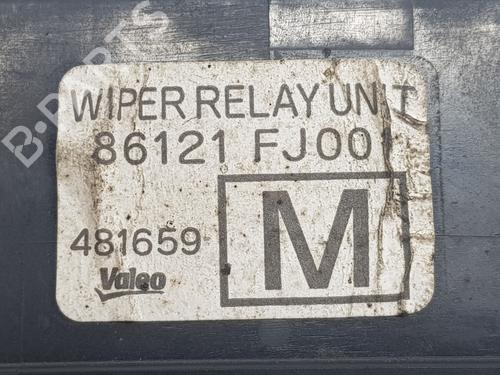 WIPER RELAY UNIT
86121 FJ001
481659
M
Valeo
B-PARTS